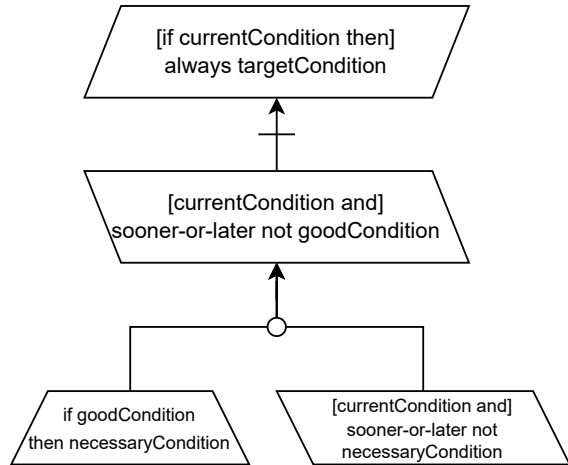 [if currentCondition then]
always targetCondition
[currentCondition and]
sooner-or-later not goodCondition
if goodCondition
then necessaryCondition
[currentCondition and]
sooner-or-later not
necessaryCondition